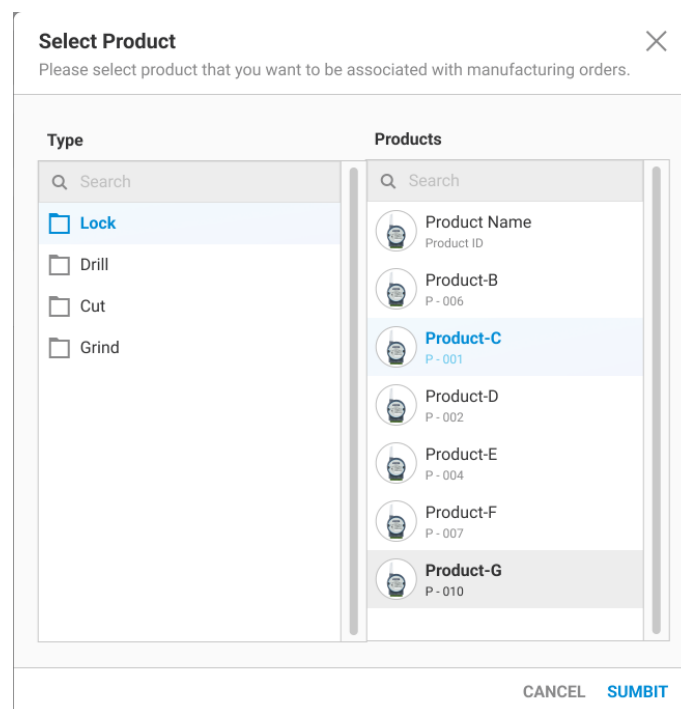 Select Product
Please select product that you want to be associated with manufacturing orders.
Type
Search
Lock
Drill
Cut
Grind
Products
Search
Product Name
Product ID
Product-B
P - 006
Product-C
P - 001
Product-D
P - 002
Product-E
P - 004
Product-F
P - 007
Product-G
P - 010
CANCEL SUMBIT